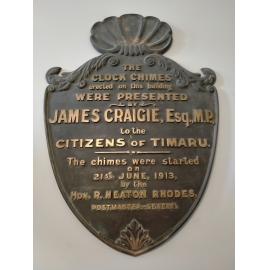 THE
CLOCK CHIMES
erected on this building
WERE PRESENTED
BY
JAMES CRAIGIE, Esq. M.P.
to the
CITIZENS OF TIMARU.
The chimes were started
on
21st JUNE, 1913,
by the
HON. R. HEATON RHODES,
POSTMASTER-GENERAL.